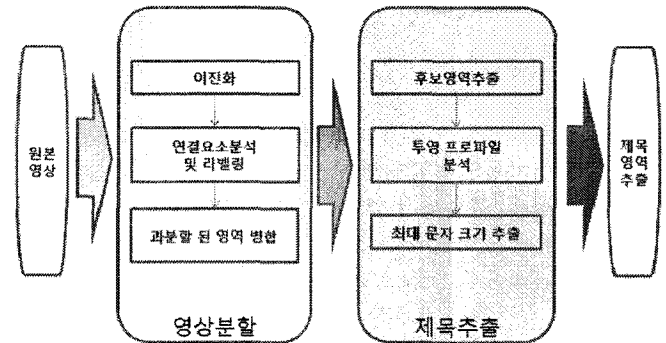 원본
영상
이진화
연결요소분석
및 라벨링
과분할 된 영역 병합
영상분할
후보영역추출
투영 프로파일
분석
최대 문자 크기 추출
제목추출
제목
영역
추출